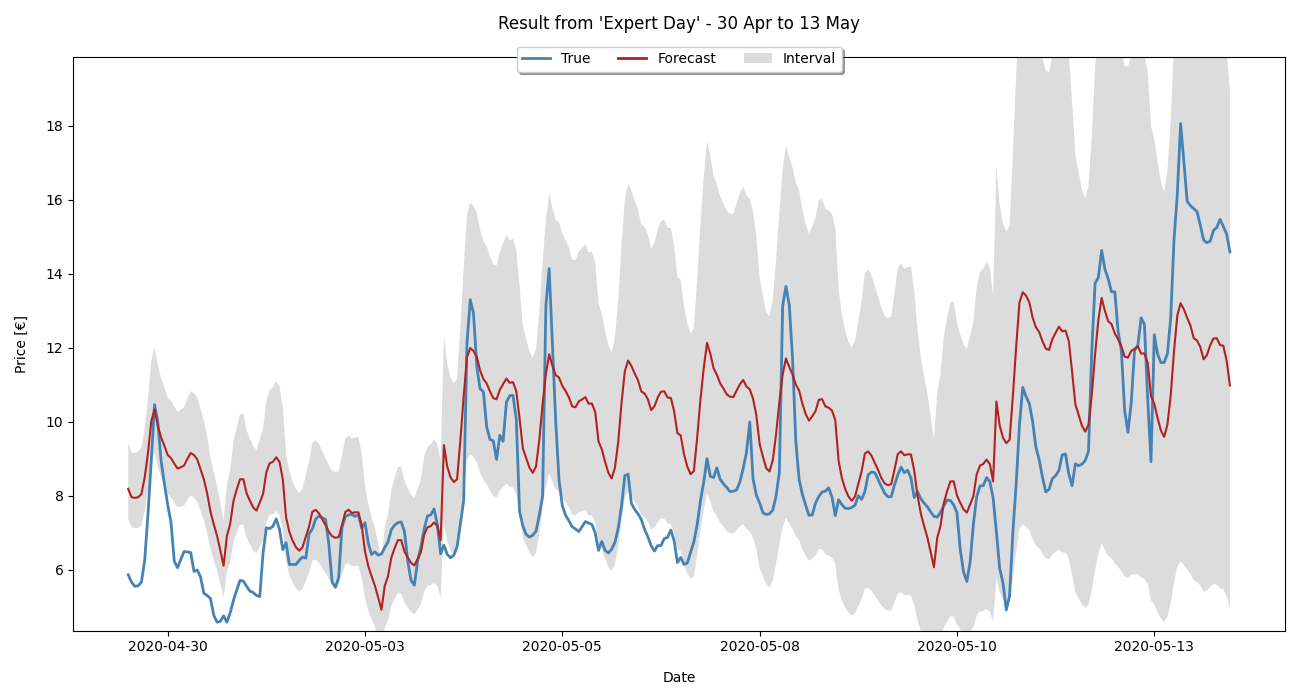 Result from 'Expert Day' - 30 Apr to 13 May
True Forecast Interval
Price [€]
18
16
14
12
10
8
6
2020-04-30 2020-05-03 2020-05-05 2020-05-08 2020-05-10 2020-05-13
Date